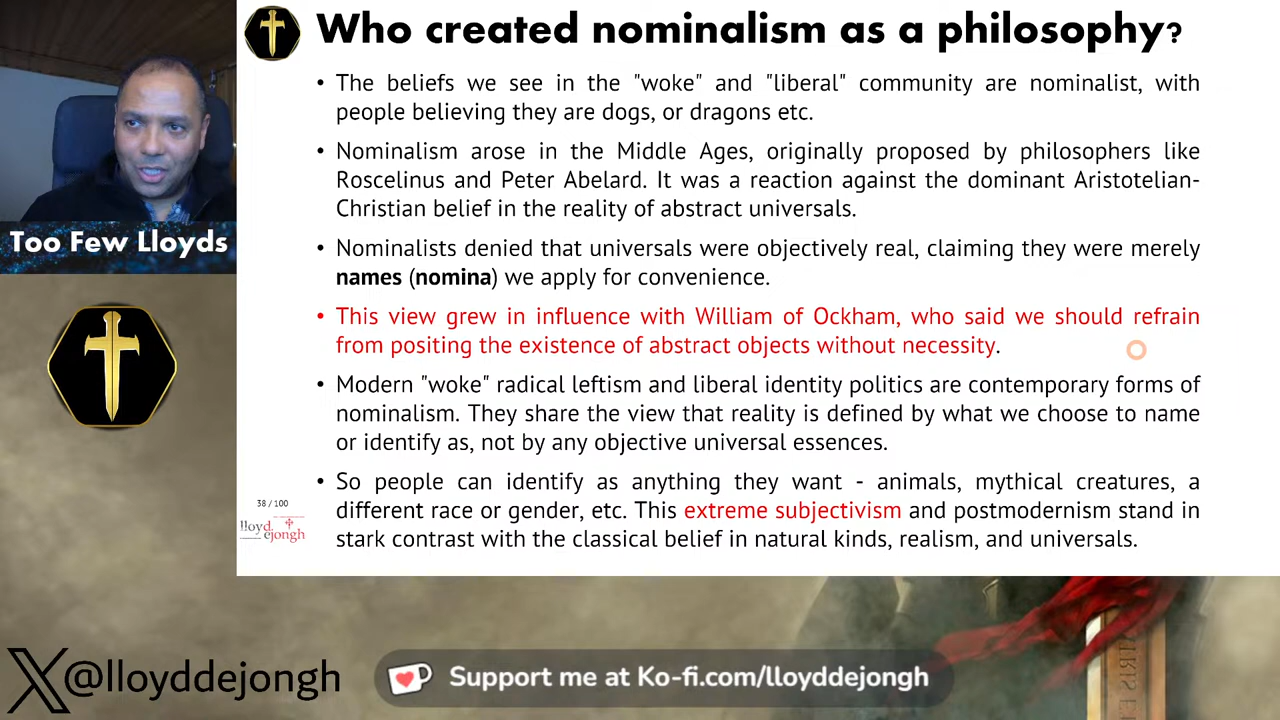 Who created nominalism as a philosophy?
• The beliefs we see in the "woke" and "liberal" community are nominalist, with
people believing they are dogs, or dragons etc.
• Nominalism arose in the Middle Ages, originally proposed by philosophers like
Roscelinus and Peter Abelard. It was a reaction against the dominant Aristotelian-
Christian belief in the reality of abstract universals.
• Nominalists denied that universals were objectively real, claiming they were merely
names (nomina) we apply for convenience.
• This view grew in influence with William of Ockham, who said we should refrain
from positing the existence of abstract objects without necessity.
• Modern "woke" radical leftism and liberal identity politics are contemporary forms of
nominalism. They share the view that reality is defined by what we choose to name
or identify as, not by any objective universal essences.
• So people can identify as anything they want - animals, mythical creatures, a
different race or gender, etc. This extreme subjectivism and postmodernism stand in
stark contrast with the classical belief in natural kinds, realism, and universals.
38 / 100
lloyd
dejongh
Too Few Lloyds
X@lloyddejongh
Support me at Ko-fi.com/lloyddejongh